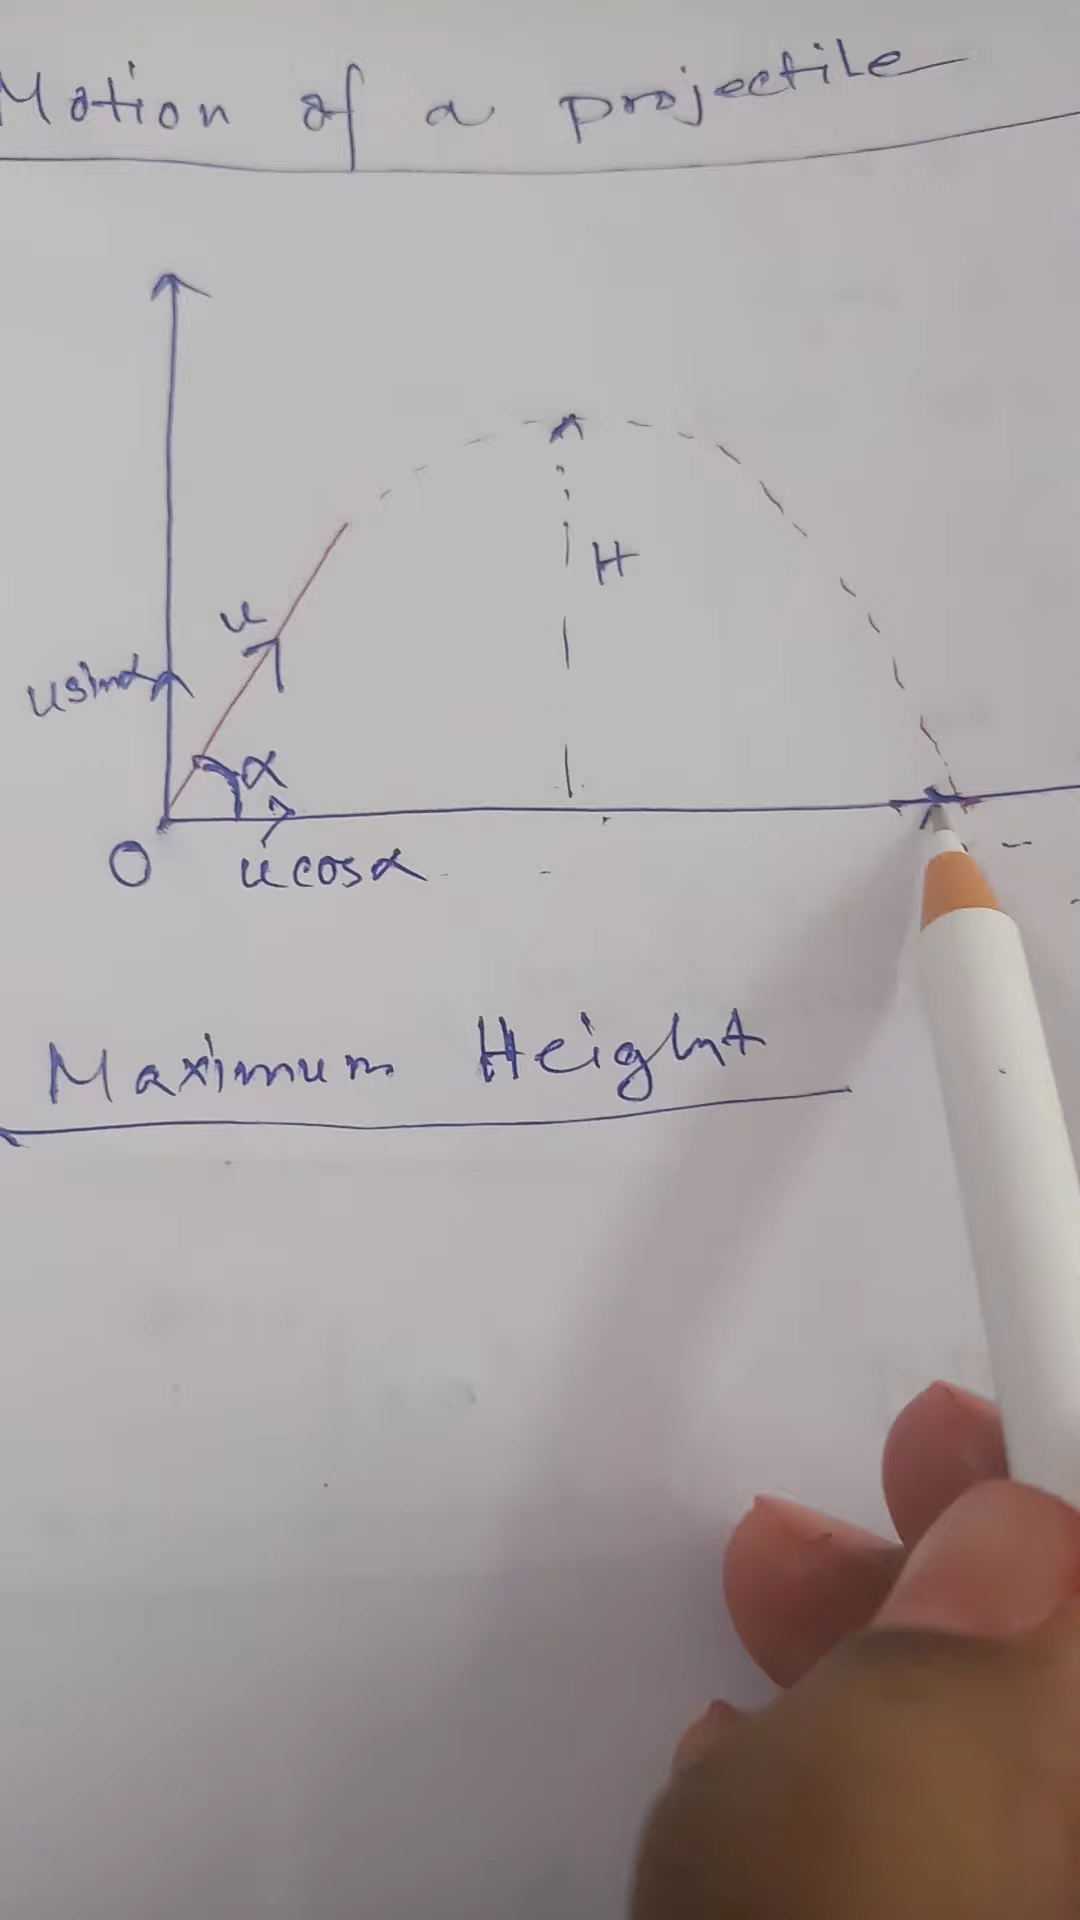 Motion of a projectile
H
u
usinα
α
O
ucosα
Maximum Height